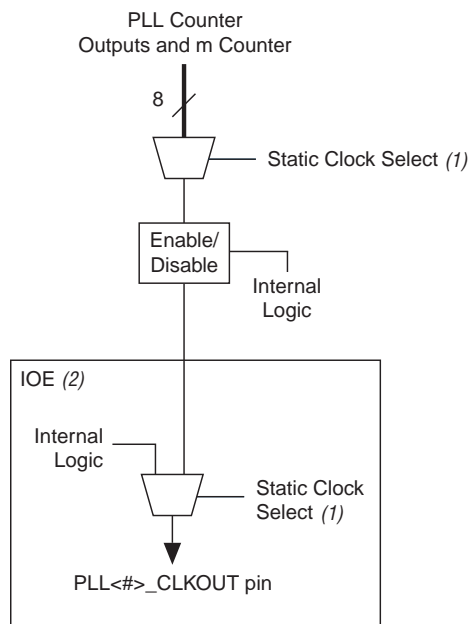 PLL Counter
Outputs and m Counter
8
Static Clock Select (1)
Enable/
Disable
Internal
Logic
IOE (2)
Internal
Logic
Static Clock
Select (1)
PLL<#>_CLKOUT pin